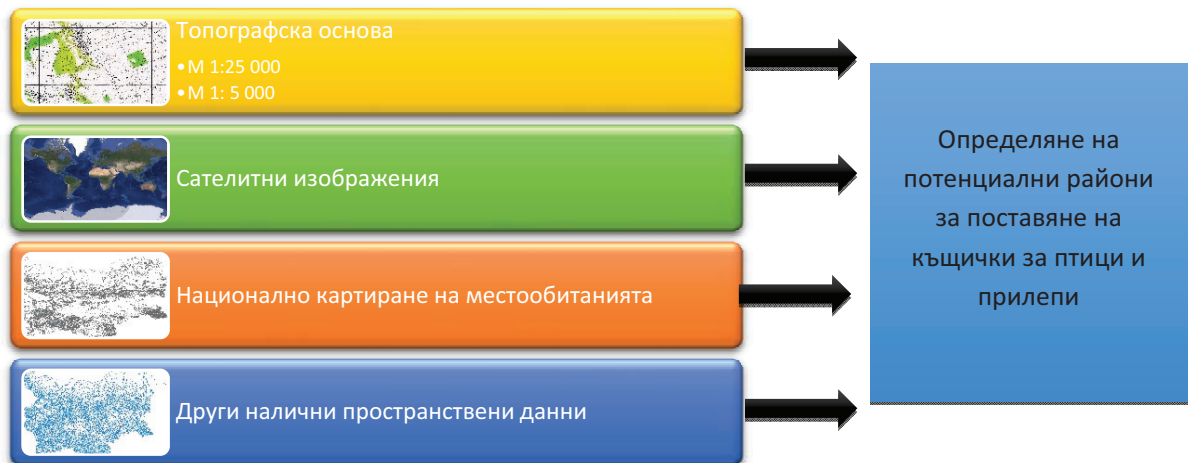 Топографска основа
•М 1:25 000
•М 1: 5 000
Сателитни изображения
Национално картиране на местообитанията
Други налични пространствени данни
Определяне на
потенциални райони
за поставяне на
къщички за птици и
прилепи